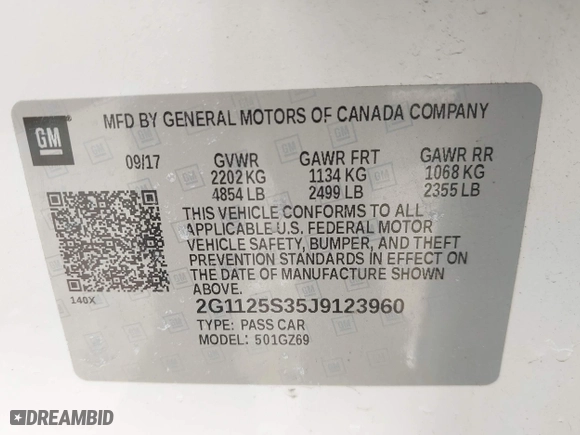 MFD BY GENERAL MOTORS OF CANADA COMPANY
GM
09/17 GVWR GAWR FRT GAWR RR
2202 KG 1134 KG 1068 KG
4854 LB 2499 LB 2355 LB
THIS VEHICLE CONFORMS TO ALL
APPLICABLE U.S. FEDERAL MOTOR
VEHICLE SAFETY, BUMPER, AND THEFT
PREVENTION STANDARDS IN EFFECT ON
THE DATE OF MANUFACTURE SHOWN
ABOVE.
140X
2G1125S35J9123960
TYPE: PASS CAR
MODEL: 501GZ69
DREAMBID